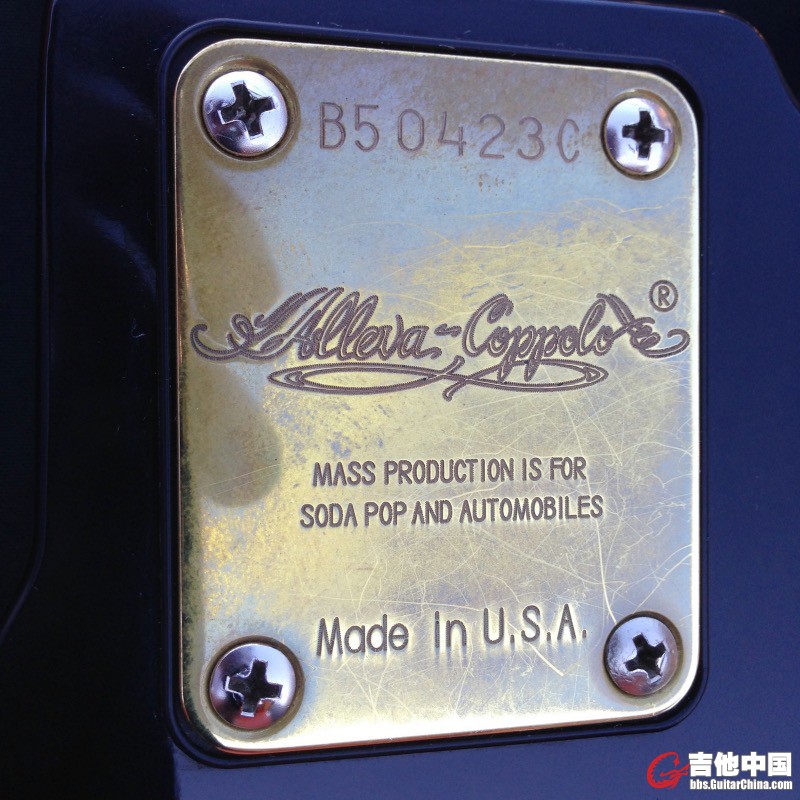 B50423C
Alleva-Coppolo®
MASS PRODUCTION IS FOR
SODA POP AND AUTOMOBILES
Made in U.S.A.
吉他中国
bbs.GuitarChina.com